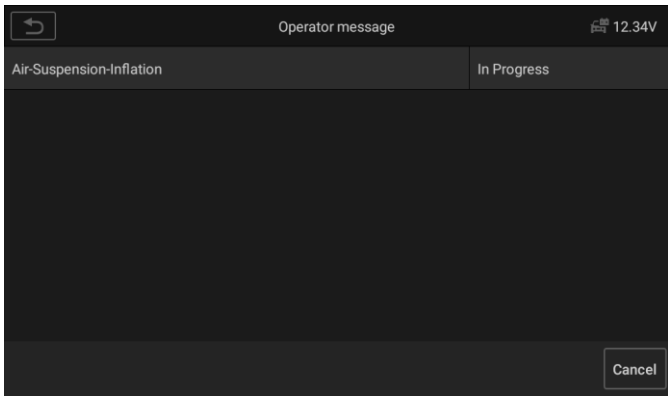 Operator message
12.34V
Air-Suspension-Inflation
In Progress
Cancel